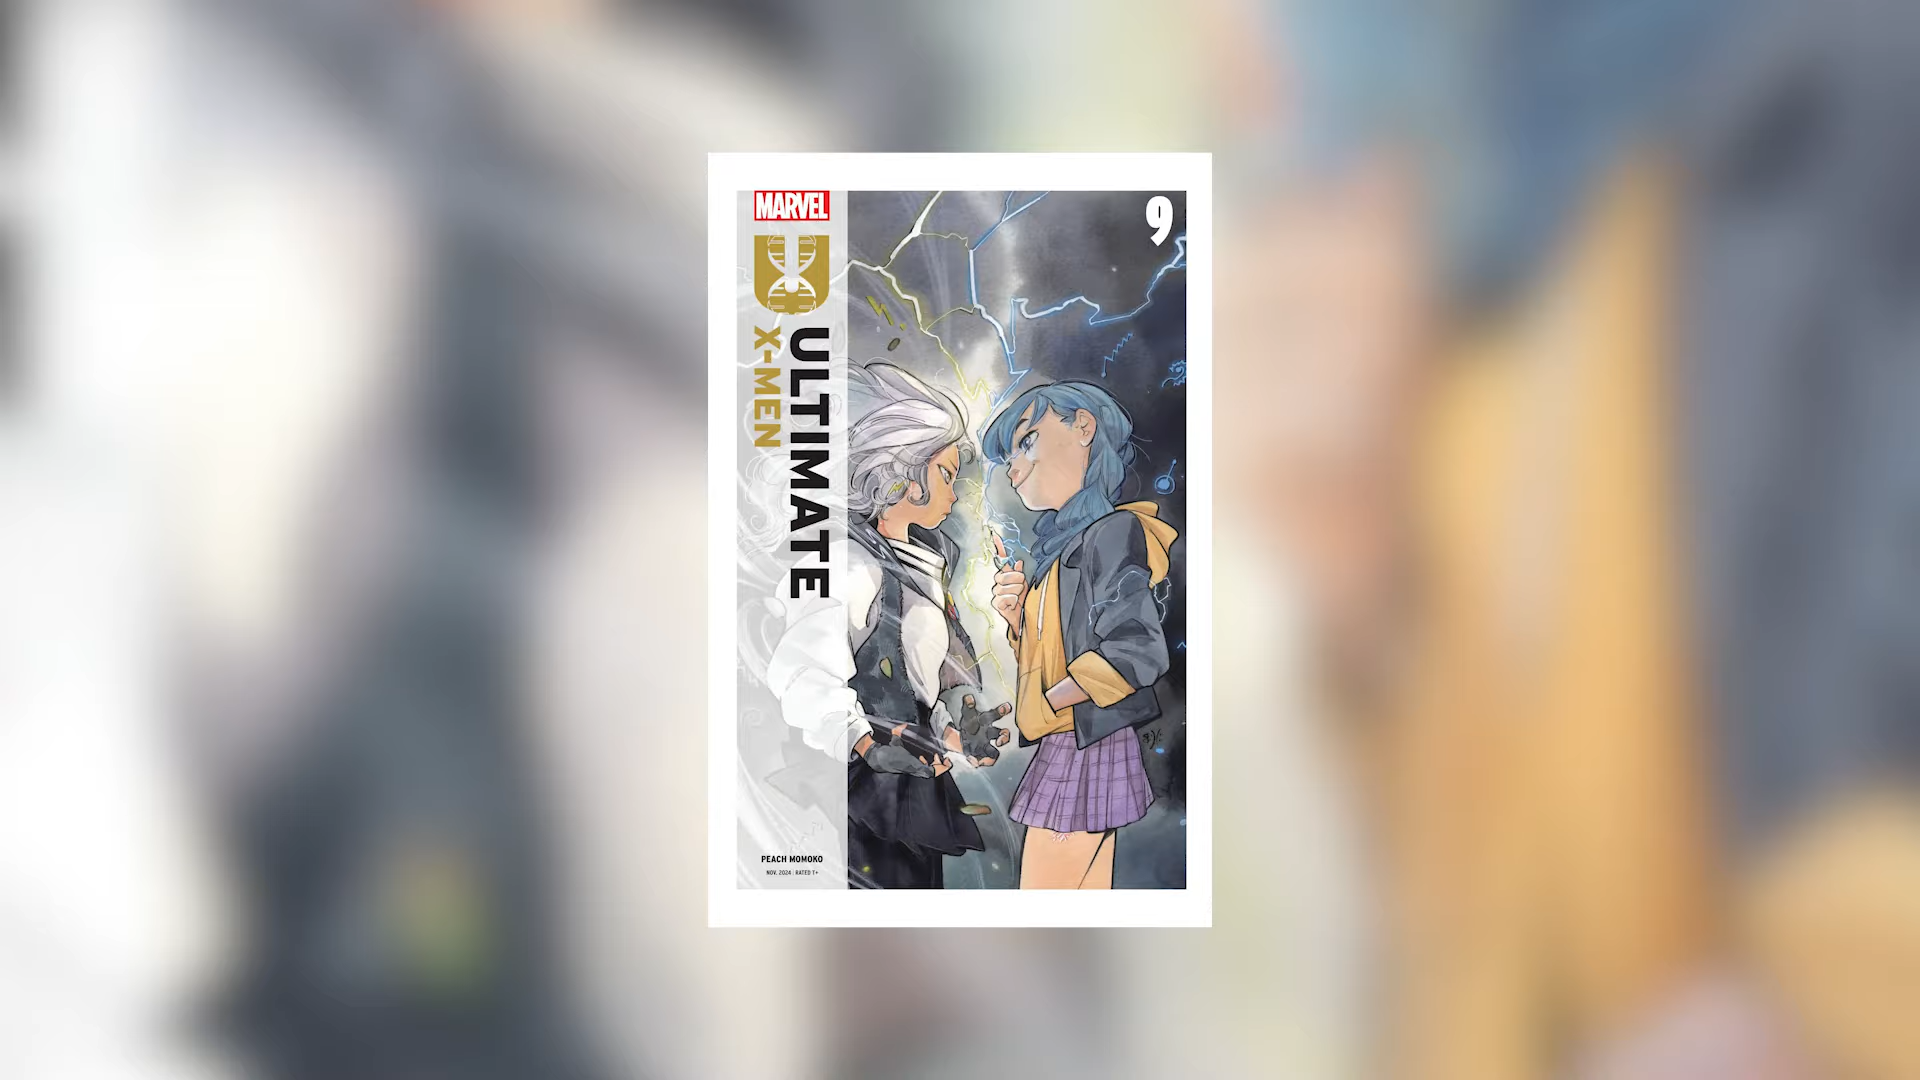 MARVEL
9
ULTIMATE
X-MEN
PEACH MOMOKO
NOV. 2024 | RATED T+